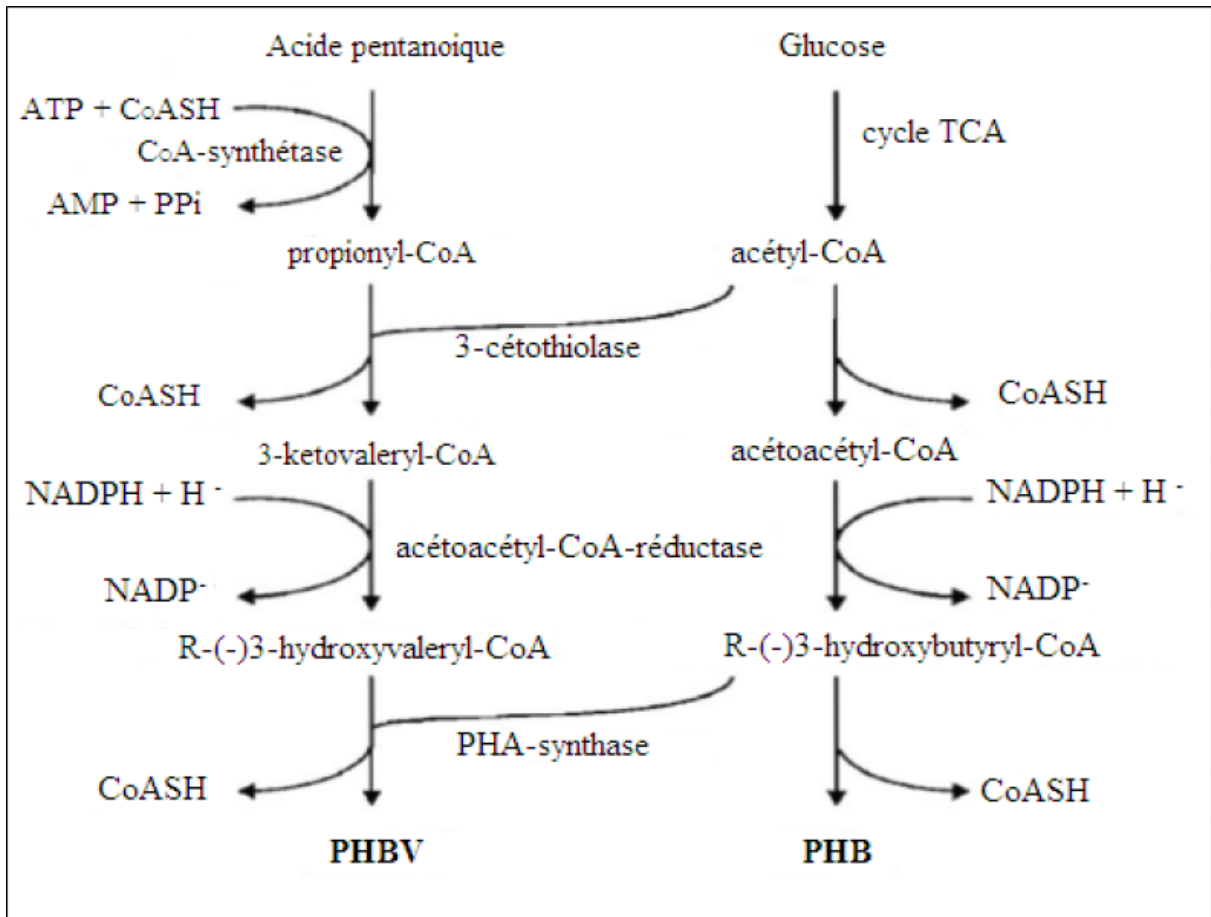 Acide pentanoique
Glucose
ATP + CoASH
CoA-synthétase
cycle TCA
AMP + PPi
propionyl-CoA
acétyl-CoA
3-cétothiolase
CoASH
CoASH
3-ketovaleryl-CoA
acétoacétyl-CoA
NADPH + H -
NADPH + H -
acétoacétyl-CoA-réductase
NADP-
NADP-
R-(-)3-hydroxyvaleryl-CoA
R-(-)3-hydroxybutyryl-CoA
PHA-synthase
CoASH
CoASH
PHBV
PHB